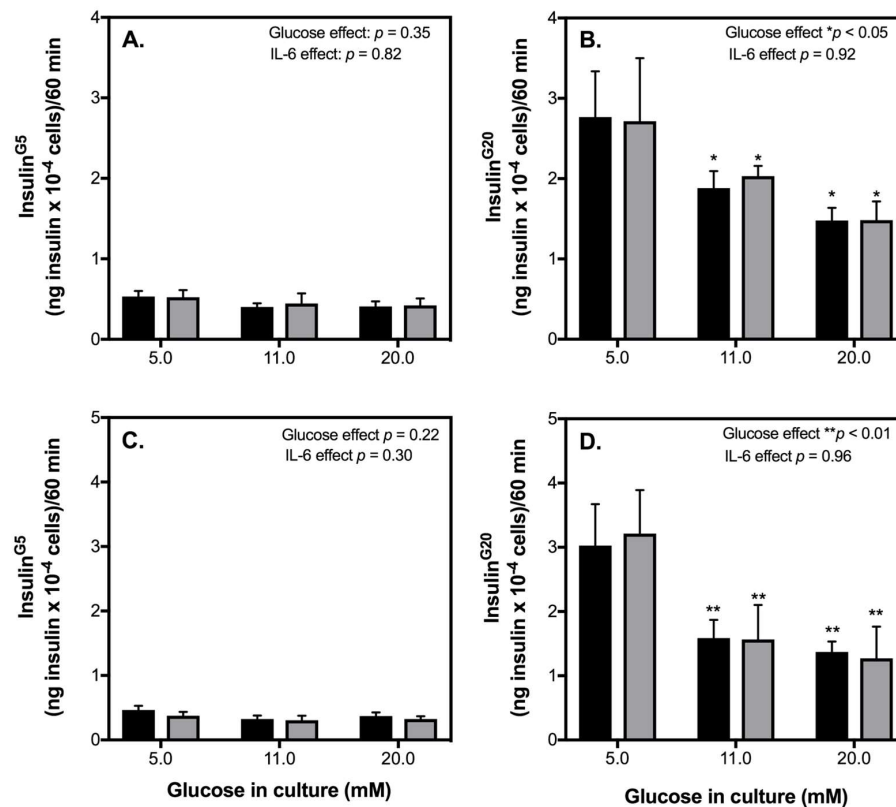 A.
Glucose effect: p = 0.35
IL-6 effect: p = 0.82
Insulin^G5
(ng insulin x 10^-4 cells)/60 min
4
3
2
1
0
5.0 11.0 20.0
B.
Glucose effect *p < 0.05
IL-6 effect p = 0.92
Insulin^G20
(ng insulin x 10^-4 cells)/60 min
4
3
2
1
0
* * * *
5.0 11.0 20.0
C.
Glucose effect p = 0.22
IL-6 effect p = 0.30
Insulin^G5
(ng insulin x 10^-4 cells)/60 min
5
4
3
2
1
0
5.0 11.0 20.0
Glucose in culture (mM)
D.
Glucose effect **p < 0.01
IL-6 effect p = 0.96
Insulin^G20
(ng insulin x 10^-4 cells)/60 min
5
4
3
2
1
0
** ** ** **
5.0 11.0 20.0
Glucose in culture (mM)